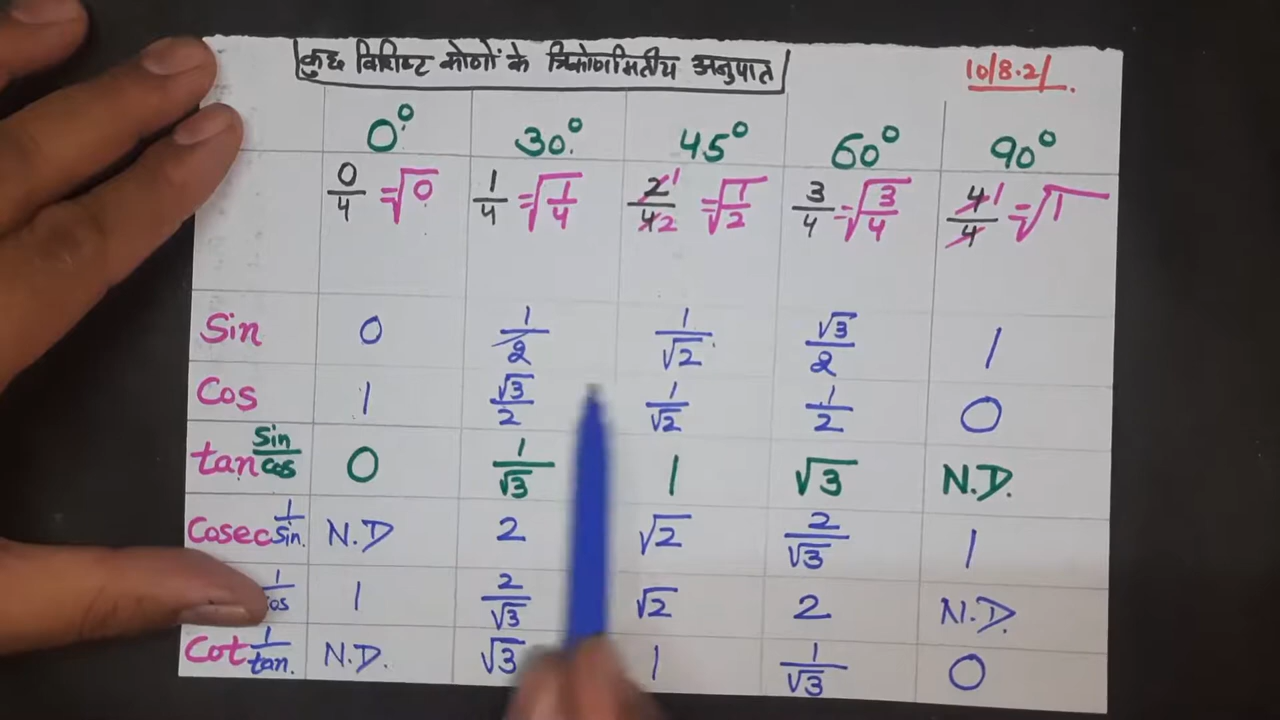 कुछ विशिष्ट कोणों के त्रिकोणमितीय अनुपात 10/8.21
0° 30° 45° 60° 90°
0/4 =√0 1/4 =√1/4 2/4 1/2 =√1/2 3/4 =√3/4 4/4 1 =√1
Sin 0 1/2 1/√2 √3/2 1
Cos 1 √3/2 1/√2 1/2 0
tan sin/cos 0 1/√3 1 √3 N.D.
Cosec 1/sin. N.D 2 √2 2/√3 1
1/cos 1 2/√3 √2 2 N.D.
Cot 1/tan. N.D. √3 1 1/√3 0